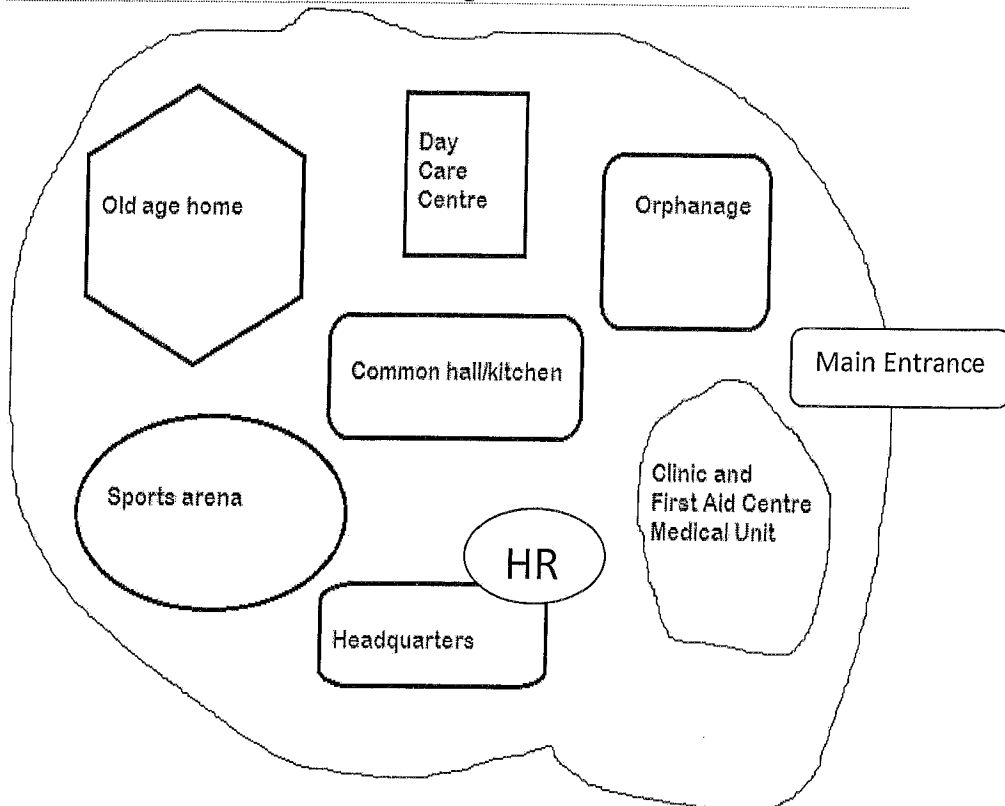 Old age home
Day
Care
Centre
Orphanage
Common hall/kitchen
Main Entrance
Sports arena
Clinic and
First Aid Centre
Medical Unit
HR
Headquarters